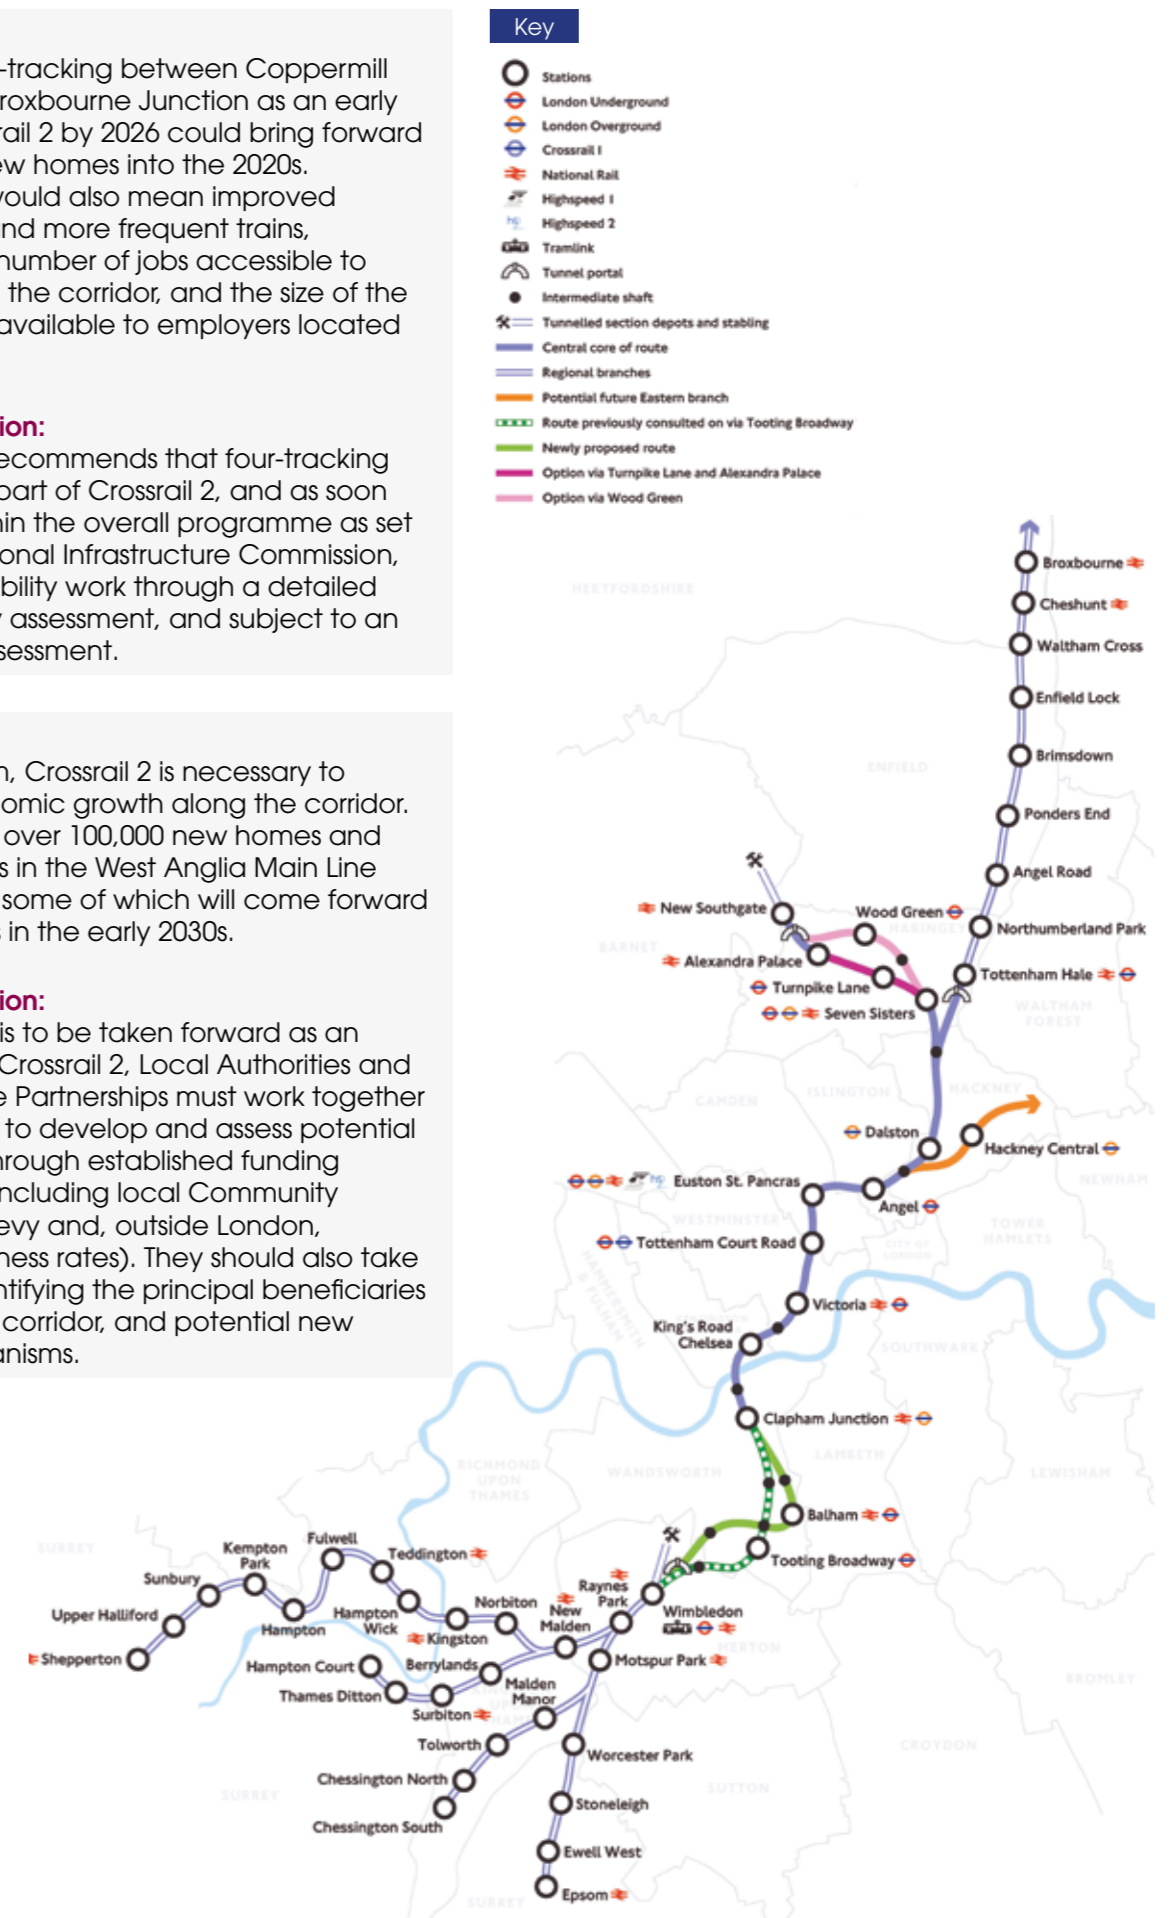 -tracking between Coppermill
roxbourne Junction as an early
rail 2 by 2026 could bring forward
ew homes into the 2020s.
would also mean improved
nd more frequent trains,
number of jobs accessible to
the corridor, and the size of the
available to employers located
ion:
ecommends that four-tracking
part of Crossrail 2, and as soon
hin the overall programme as set
ional Infrastructure Commission,
ibility work through a detailed
y assessment, and subject to an
ssessment.
n, Crossrail 2 is necessary to
omic growth along the corridor.
over 100,000 new homes and
s in the West Anglia Main Line
some of which will come forward
s in the early 2030s.
ion:
is to be taken forward as an
Crossrail 2, Local Authorities and
e Partnerships must work together
to develop and assess potential
hrough established funding
ncluding local Community
evy and, outside London,
ness rates). They should also take
ntifying the principal beneficiaries
corridor, and potential new
anisms.
Key
Stations
London Underground
London Overground
Crossrail 1
National Rail
Highspeed 1
Highspeed 2
Tramlink
Tunnel portal
Intermediate shaft
Tunnelled section depots and stabling
Central core of route
Regional branches
Potential future Eastern branch
Route previously consulted on via Tooting Broadway
Newly proposed route
Option via Turnpike Lane and Alexandra Palace
Option via Wood Green
HERTFORDSHIRE
Broxbourne
Cheshunt
Waltham Cross
Enfield Lock
Brimsdown
ENFIELD
Ponders End
Angel Road
New Southgate
Wood Green
HARINGEY
Northumberland Park
BARNET
Alexandra Palace
Tottenham Hale
Turnpike Lane
Seven Sisters
WALTHAM
FOREST
ISLINGTON
HACKNEY
CAMDEN
Dalston
Hackney Central
Euston St. Pancras
NEWHAM
Angel
WESTMINSTER
TOWER
HAMLETS
Tottenham Court Road
CITY OF
LONDON
HAMMERSMITH
& FULHAM
Victoria
King's Road
Chelsea
SOUTHWARK
Clapham Junction
LAMBETH
RICHMOND
UPON
THAMES
WANDSWORTH
LEWISHAM
Balham
Tooting Broadway
SURREY
Fulwell
Kempton
Park
Teddington
Sunbury
Raynes
Park
Upper Halliford
Hampton
Hampton
Wick
Norbiton
New
Malden
Wimbledon
Kingston
MERTON
Shepperton
Hampton Court
Berrylands
Motspur Park
Thames Ditton
Malden
Manor
Surbiton
BROMLEY
Tolworth
Worcester Park
CROYDON
Chessington North
SURREY
SUTTON
Stoneleigh
Chessington South
Ewell West
Epsom
SURREY